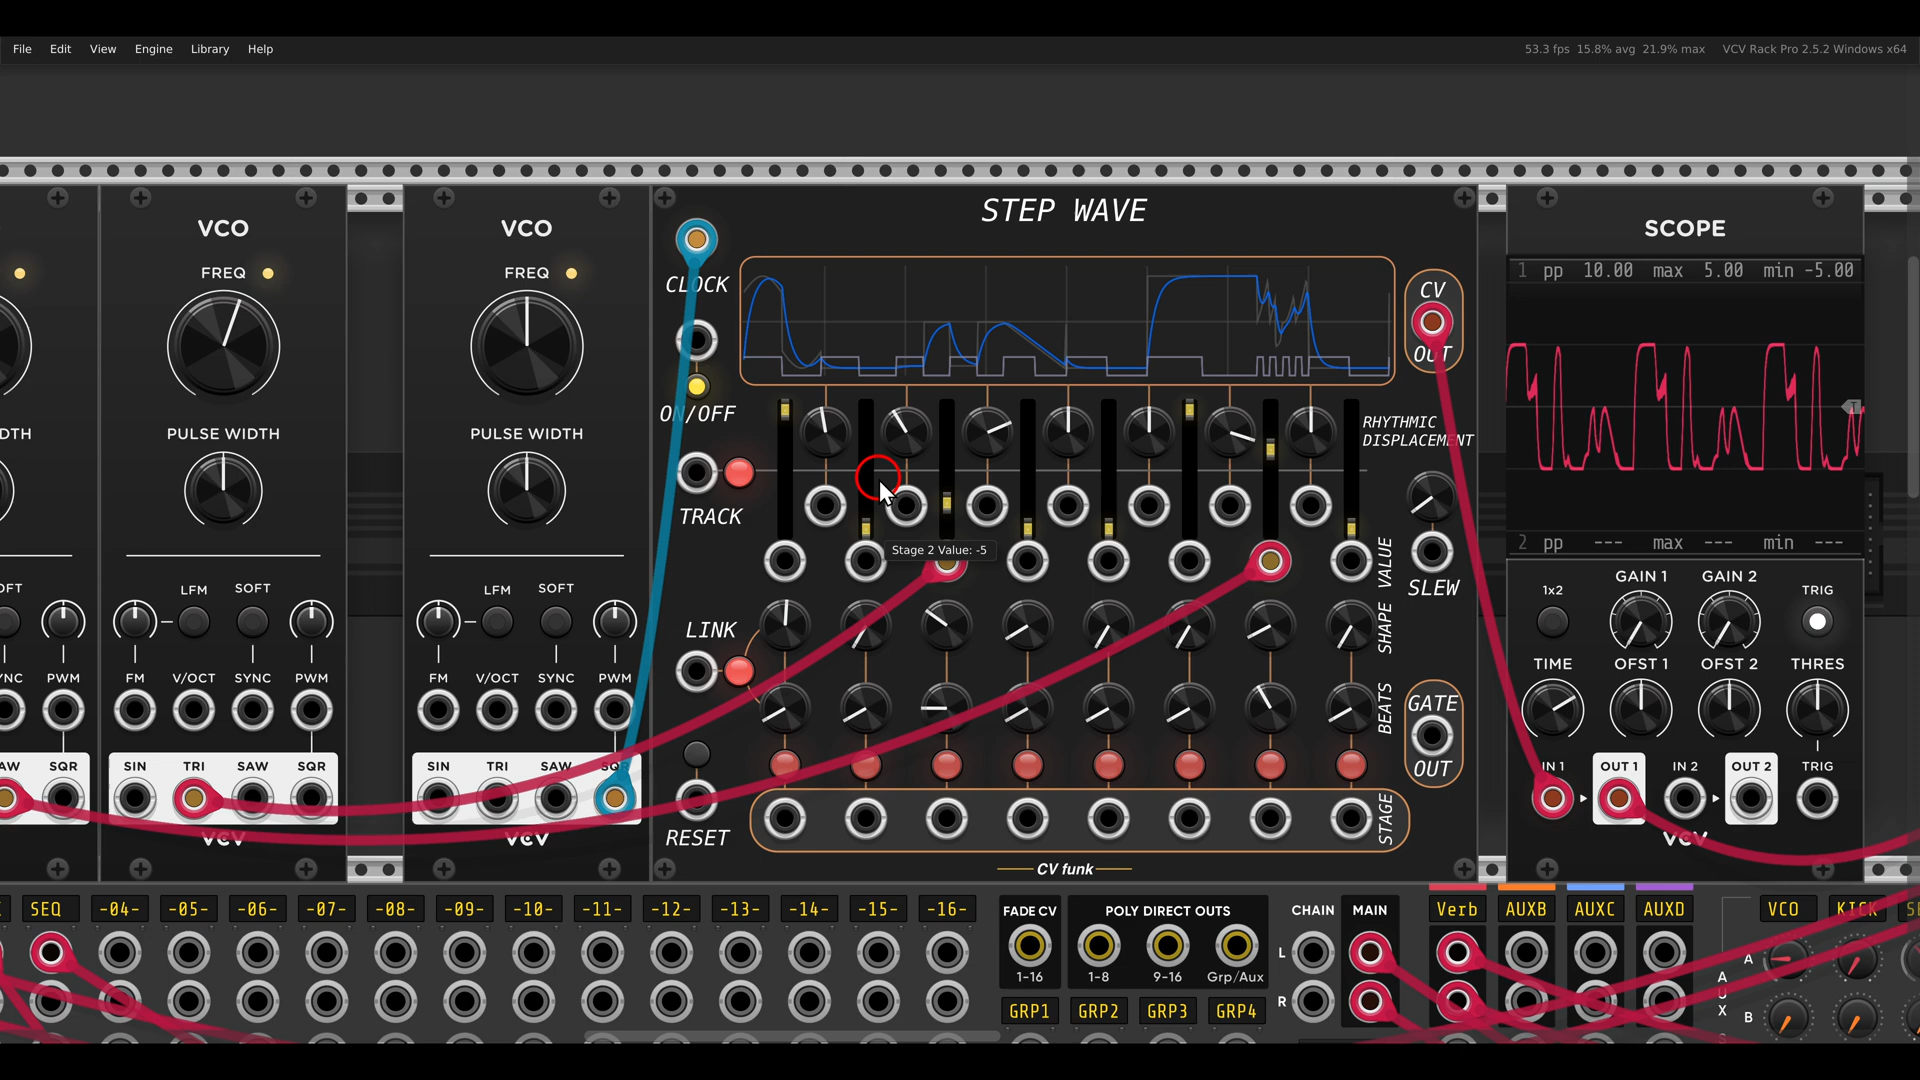 File Edit View Engine Library Help
53.3 fps 15.8% avg 21.9% max VCV Rack Pro 2.5.2 Windows x64
VCO
FREQ
PULSE WIDTH
LFM SOFT
FM V/OCT SYNC PWM
SIN TRI SAW SQR
VCV
VCO
FREQ
PULSE WIDTH
LFM SOFT
FM V/OCT SYNC PWM
SIN TRI SAW SQR
VCV
PWM
SQR
STEP WAVE
CLOCK
ON/OFF
TRACK
LINK
RESET
CV
OUT
RHYTHMIC
DISPLACEMENT
SLEW
VALUE
SHAPE
BEATS
STAGE
GATE
OUT
Stage 2 Value: -5
CV funk
SCOPE
1 pp 10.00 max 5.00 min -5.00
T
2 pp --- max --- min ---
1x2 GAIN 1 GAIN 2 TRIG
TIME OFST 1 OFST 2 THRES
IN 1 OUT 1 IN 2 OUT 2 TRIG
VCV
SEQ -04- -05- -06- -07- -08- -09- -10- -11- -12- -13- -14- -15- -16-
FADE CV
1-16
POLY DIRECT OUTS
1-8 9-16 Grp/Aux
GRP1 GRP2 GRP3 GRP4
CHAIN MAIN
L
R
Verb AUXB AUXC AUXD
VCO KICK
AUX
A
B